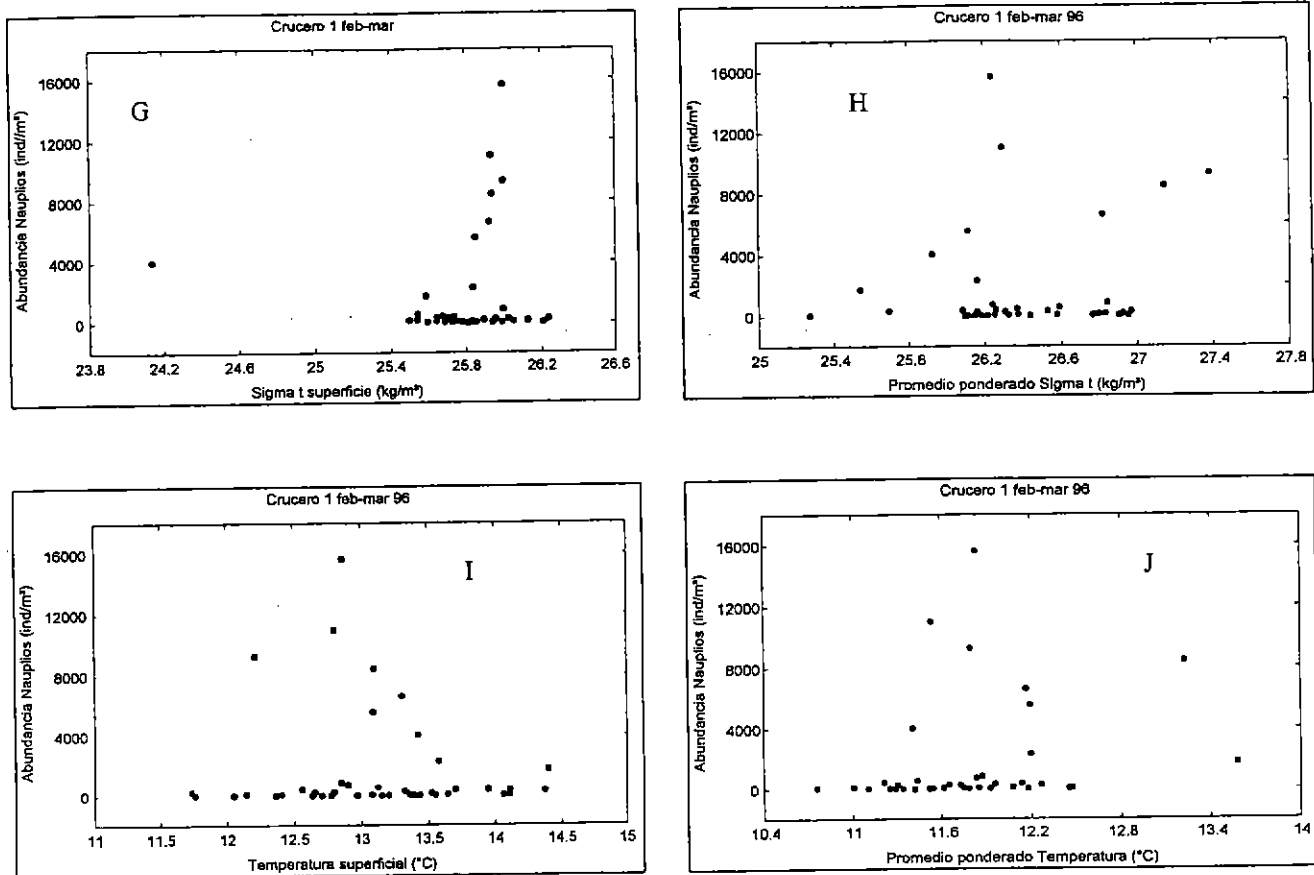 Crucero 1 feb-mar
Abundancia Nauplios (ind//m³)
16000
12000
8000
4000
0
G
23.8 24.2 24.6 25 25.4 25.8 26.2 26.6
Sigma t superficie (kg/m³)
Crucero 1 feb-mar 96
Abundancia Nauplios (ind/m³)
16000
12000
8000
4000
0
H
25 25.4 25.8 26.2 26.6 27 27.4 27.8
Promedio ponderado Sigma t (kg/m³)
Crucero 1 feb-mar 96
Abundancia Nauplios (ind/m³)
16000
12000
8000
4000
0
I
11 11.5 12 12.5 13 13.5 14 14.5 15
Temperatura superficial (°C)
Crucero 1 feb-mar 96
Abundancia Nauplios (ind/m³)
16000
12000
8000
4000
0
J
10.4 11 11.6 12.2 12.8 13.4 14
Promedio ponderado Temperatura (°C)